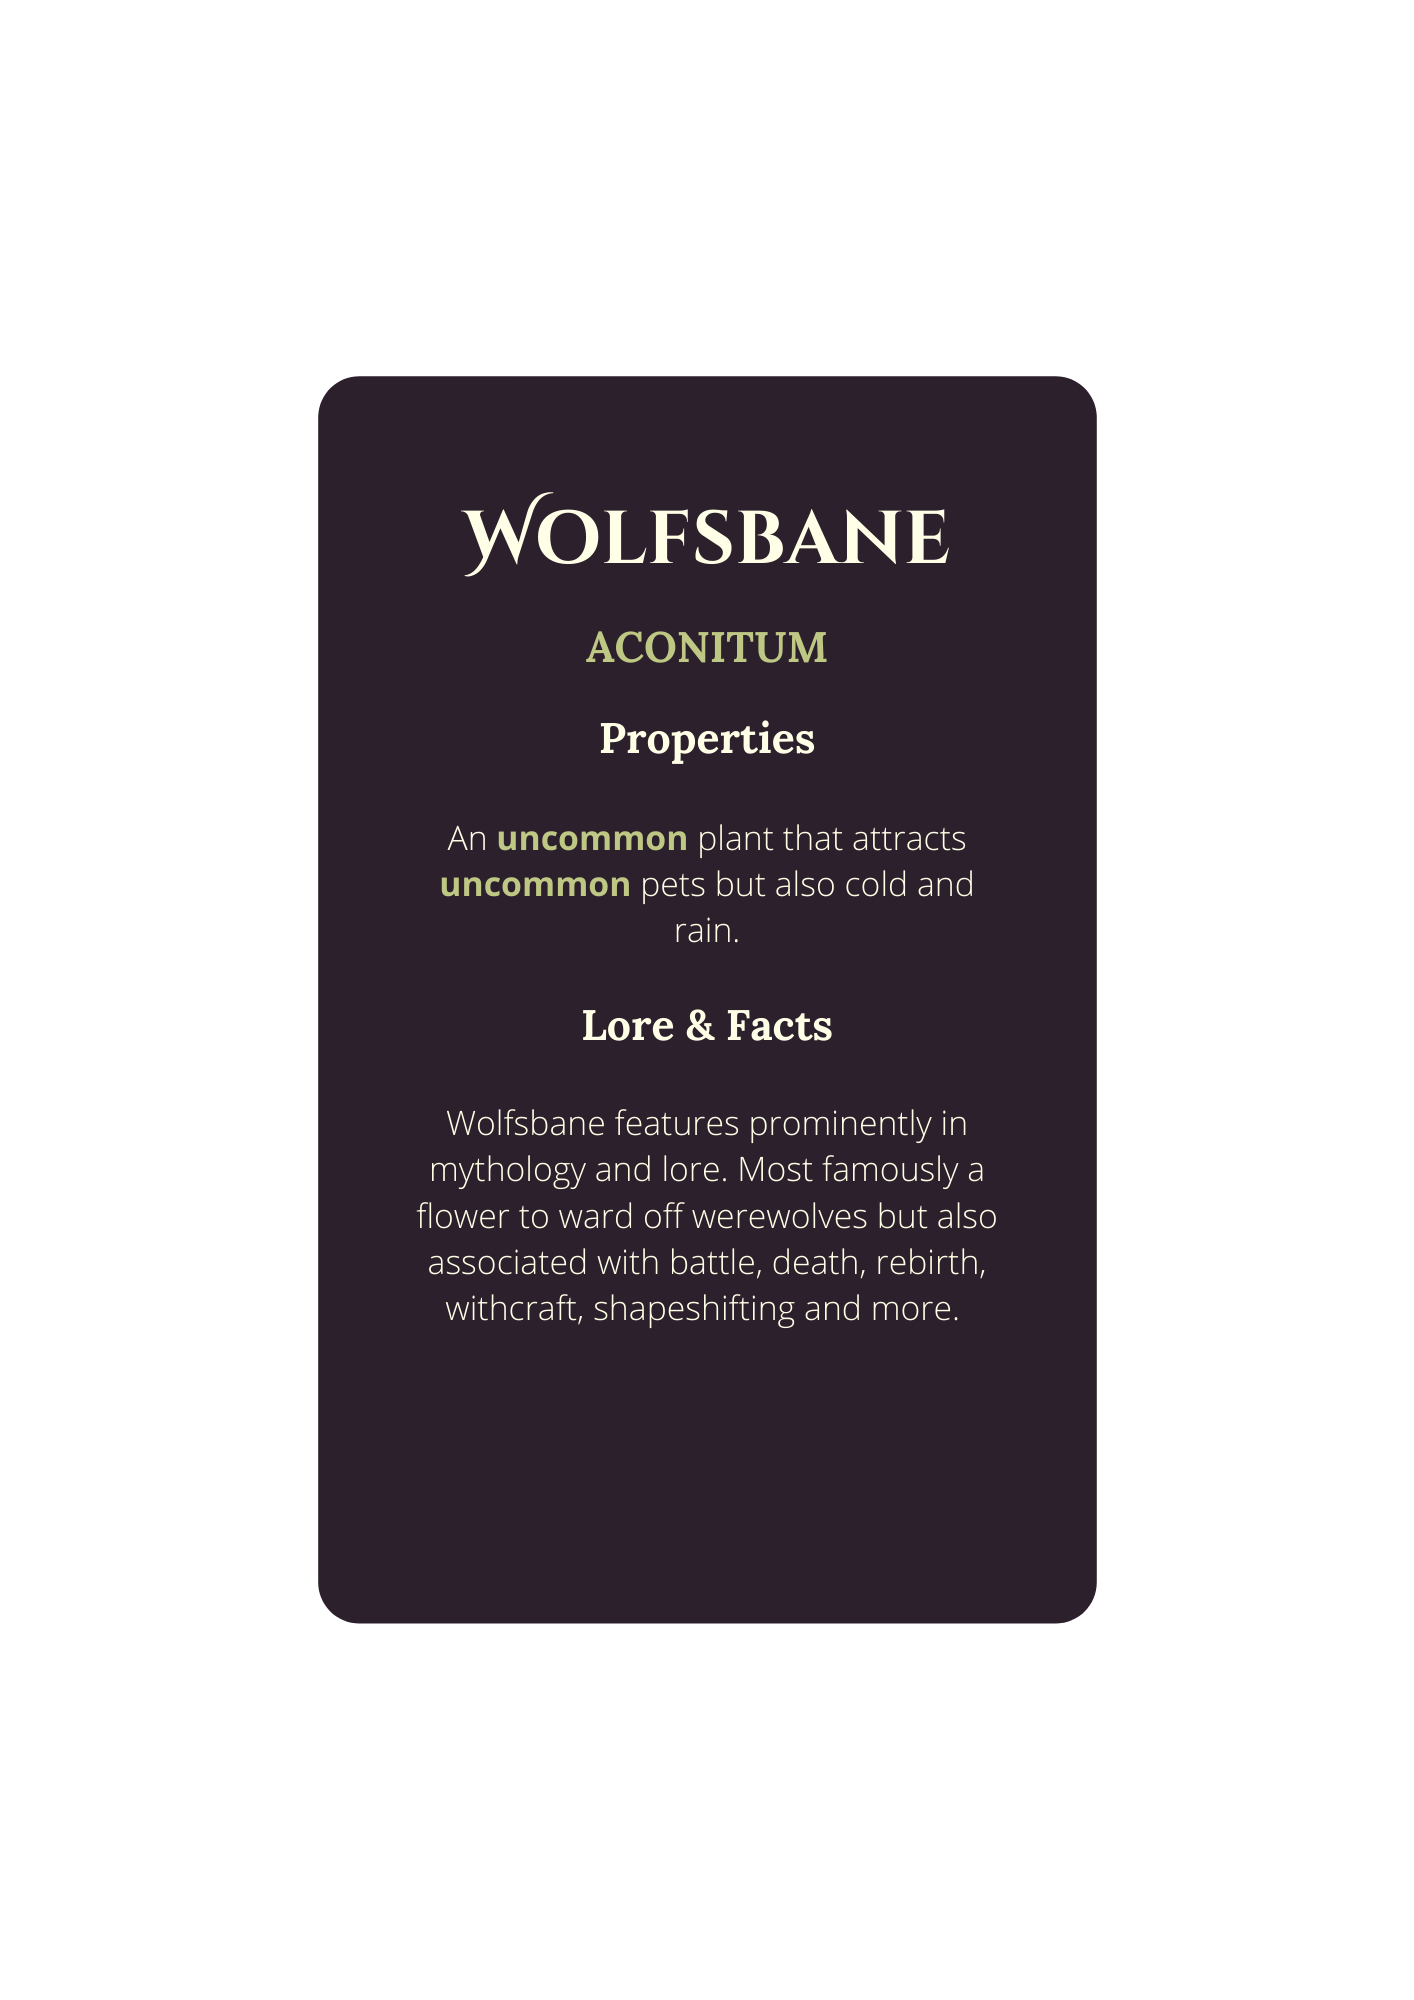 WOLFSBANE
ACONITUM
Properties
An uncommon plant that attracts
uncommon pets but also cold and
rain.
Lore & Facts
Wolfsbane features prominently in
mythology and lore. Most famously a
flower to ward off werewolves but also
associated with battle, death, rebirth,
withcraft, shapeshifting and more.